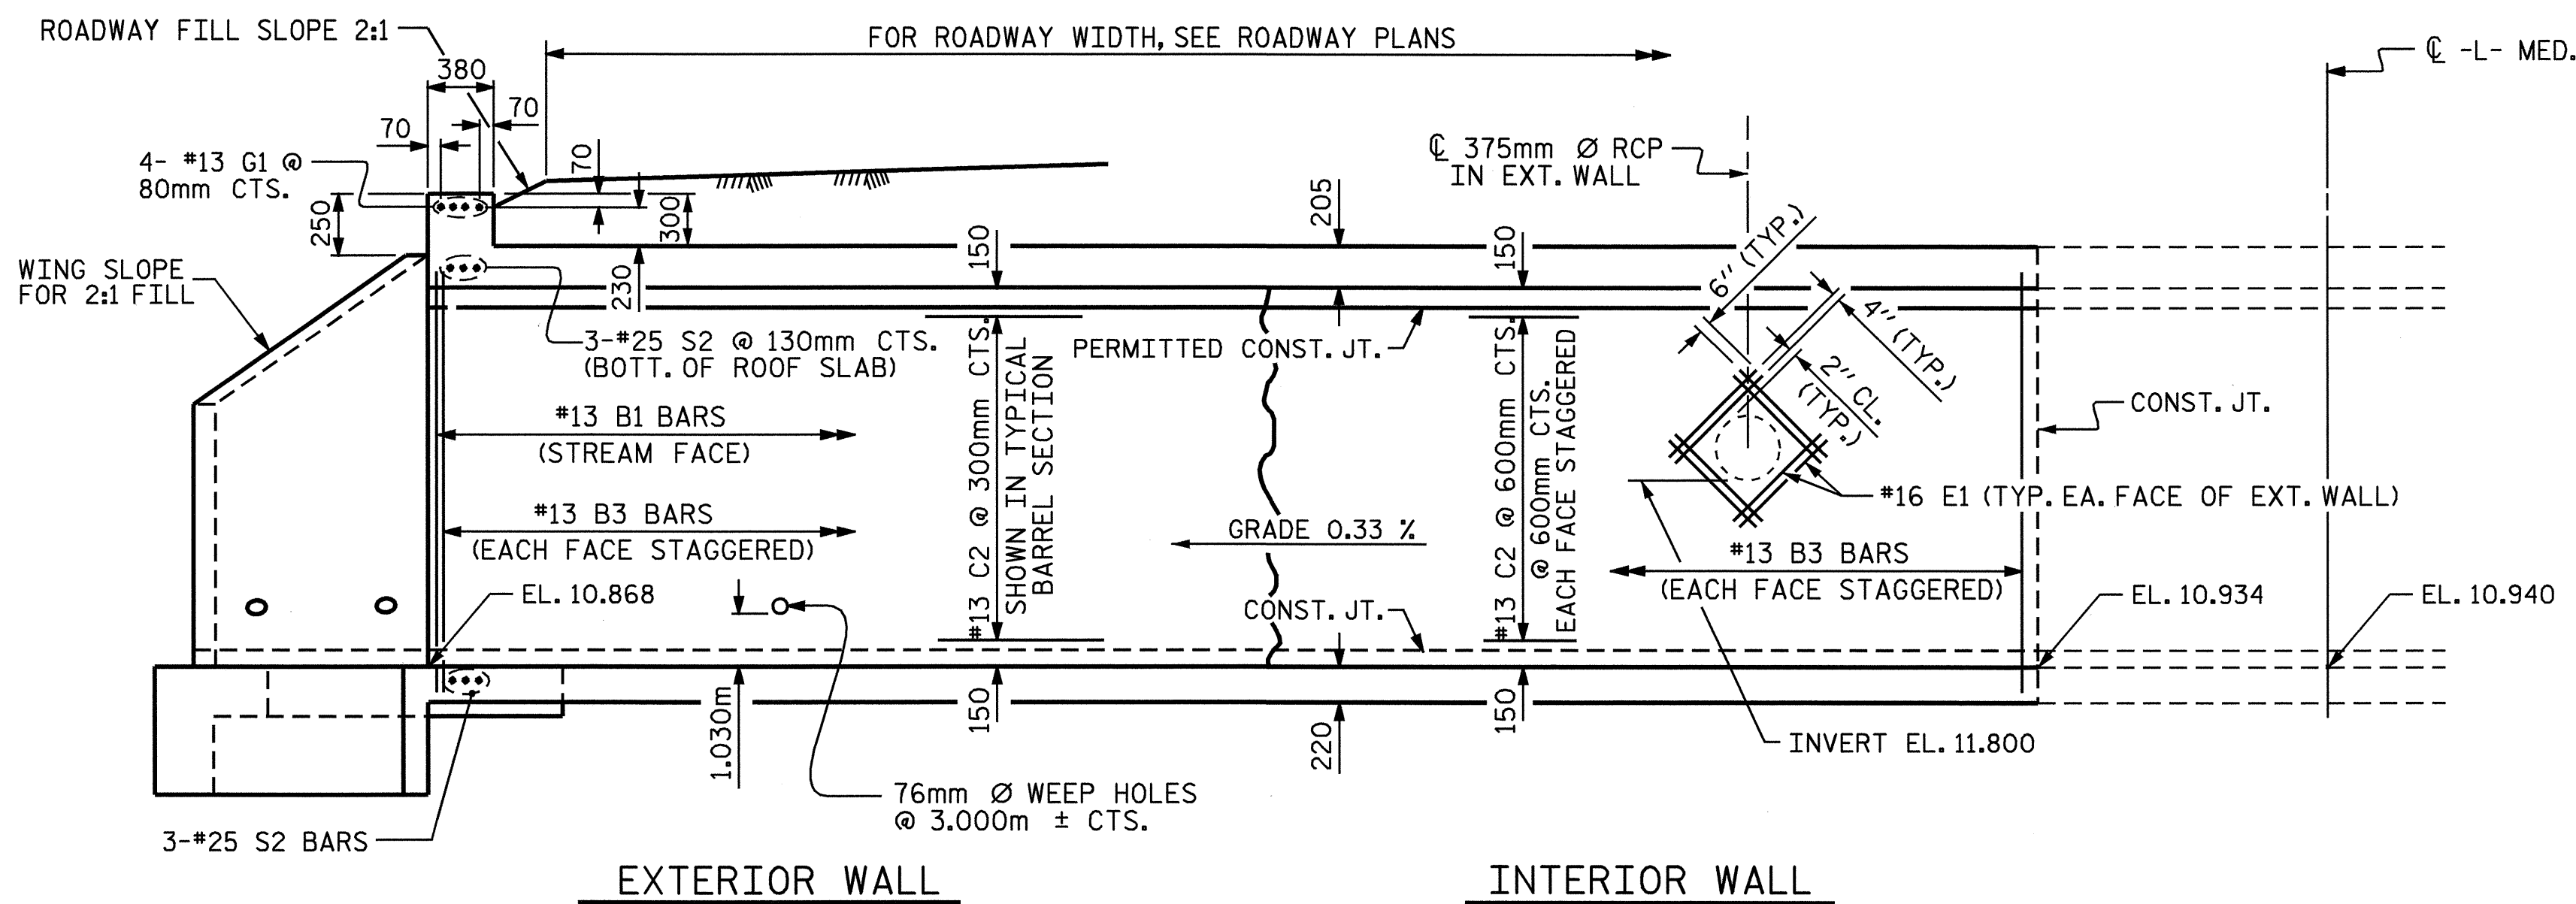 ROADWAY FILL SLOPE 2:1
FOR ROADWAY WIDTH, SEE ROADWAY PLANS
℄ -L- MED.
380
70
70
4- #13 G1 @
80mm CTS.
70
250
300
℄ 375mm Ø RCP
IN EXT. WALL
205
150
150
230
6" (TYP.)
4" (TYP.)
2" CL.
(TYP.)
WING SLOPE
FOR 2:1 FILL
3-#25 S2 @ 130mm CTS.
(BOTT. OF ROOF SLAB)
PERMITTED CONST. JT.
#13 C2 @ 300mm CTS.
SHOWN IN TYPICAL
BARREL SECTION
#13 C2 @ 600mm CTS.
@ 600mm CTS.
EACH FACE STAGGERED
#13 B1 BARS
(STREAM FACE)
CONST. JT.
#13 B3 BARS
(EACH FACE STAGGERED)
GRADE 0.33 %
#16 E1 (TYP. EA. FACE OF EXT. WALL)
#13 B3 BARS
(EACH FACE STAGGERED)
EL. 10.868
CONST. JT.
EL. 10.934
EL. 10.940
1.030m
150
220
150
INVERT EL. 11.800
76mm Ø WEEP HOLES
@ 3.000m ± CTS.
3-#25 S2 BARS
EXTERIOR WALL
INTERIOR WALL